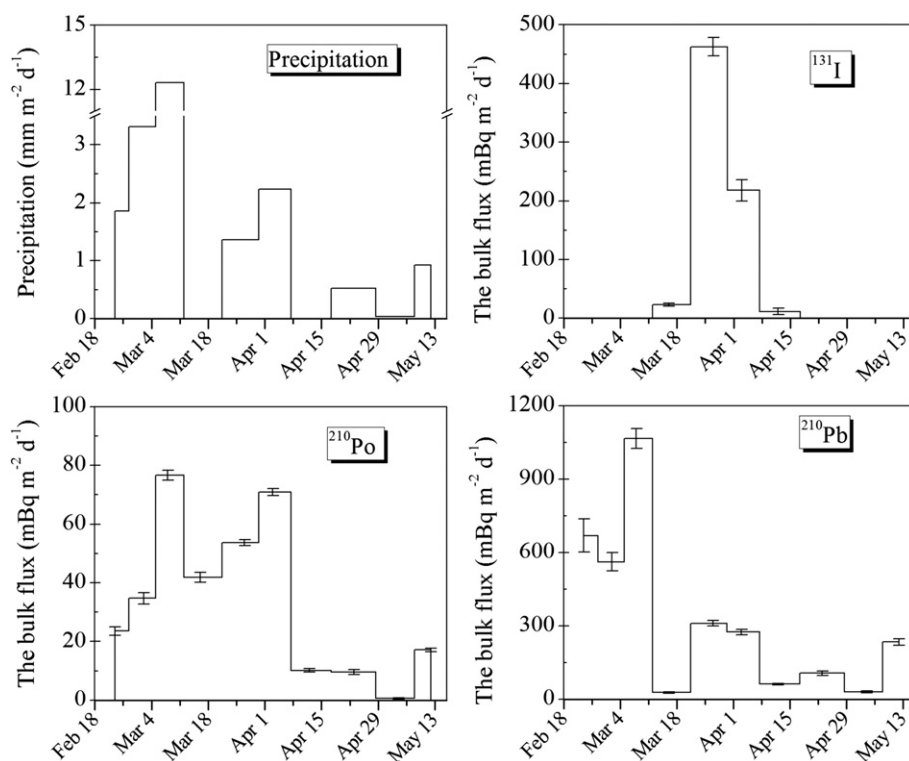 Precipitation (mm m⁻² d⁻¹)
15
12
3
2
1
0
Precipitation
Feb 18
Mar 4
Mar 18
Apr 1
Apr 15
Apr 29
May 13
The bulk flux (mBq m⁻² d⁻¹)
500
400
300
200
100
0
¹³¹I
Feb 18
Mar 4
Mar 18
Apr 1
Apr 15
Apr 29
May 13
The bulk flux (mBq m⁻² d⁻¹)
100
80
60
40
20
0
²¹⁰Po
Feb 18
Mar 4
Mar 18
Apr 1
Apr 15
Apr 29
May 13
The bulk flux (mBq m⁻² d⁻¹)
1200
900
600
300
0
²¹⁰Pb
Feb 18
Mar 4
Mar 18
Apr 1
Apr 15
Apr 29
May 13